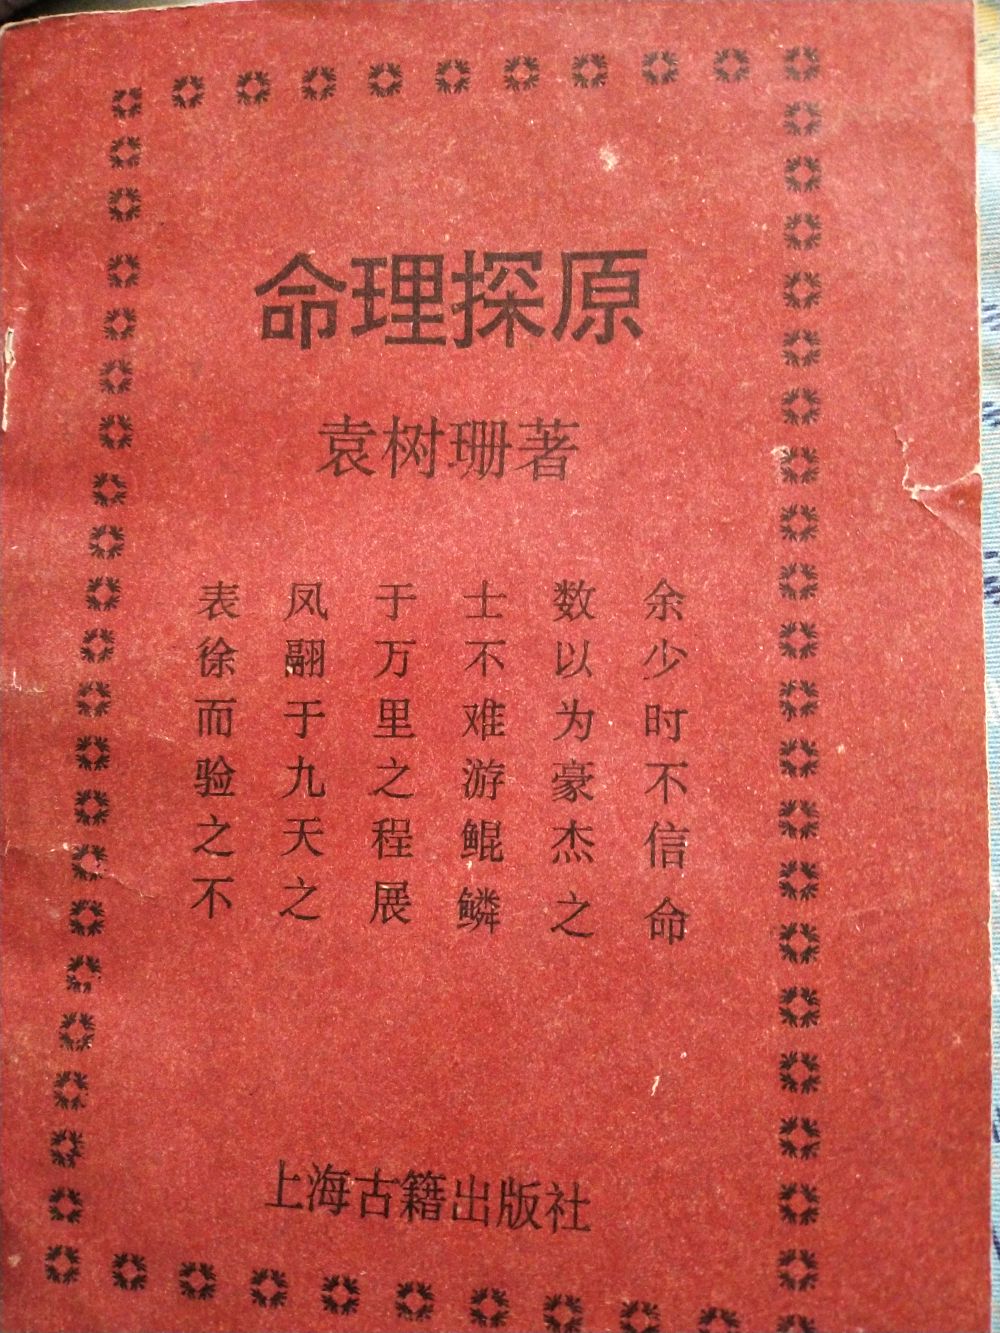 命理探原
袁树珊著
余少时不信命
数以为豪杰之
士不难游鲲鳞
于万里之程展
凤翮于九天之
表徐而验之不
上海古籍出版社